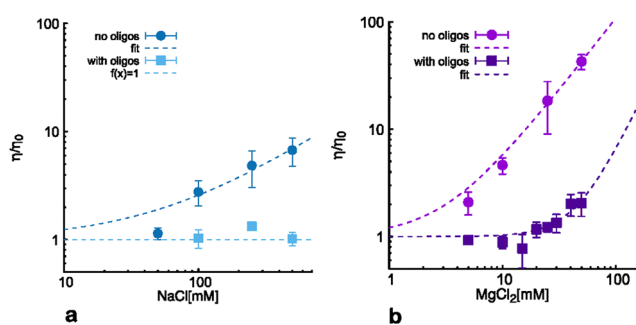 100
10
1
η/η0
no oligos
fit
with oligos
f(x)=1
10
100
NaCl[mM]
a
100
10
1
η/η0
no oligos
fit
with oligos
fit
1
10
100
MgCl2[mM]
b